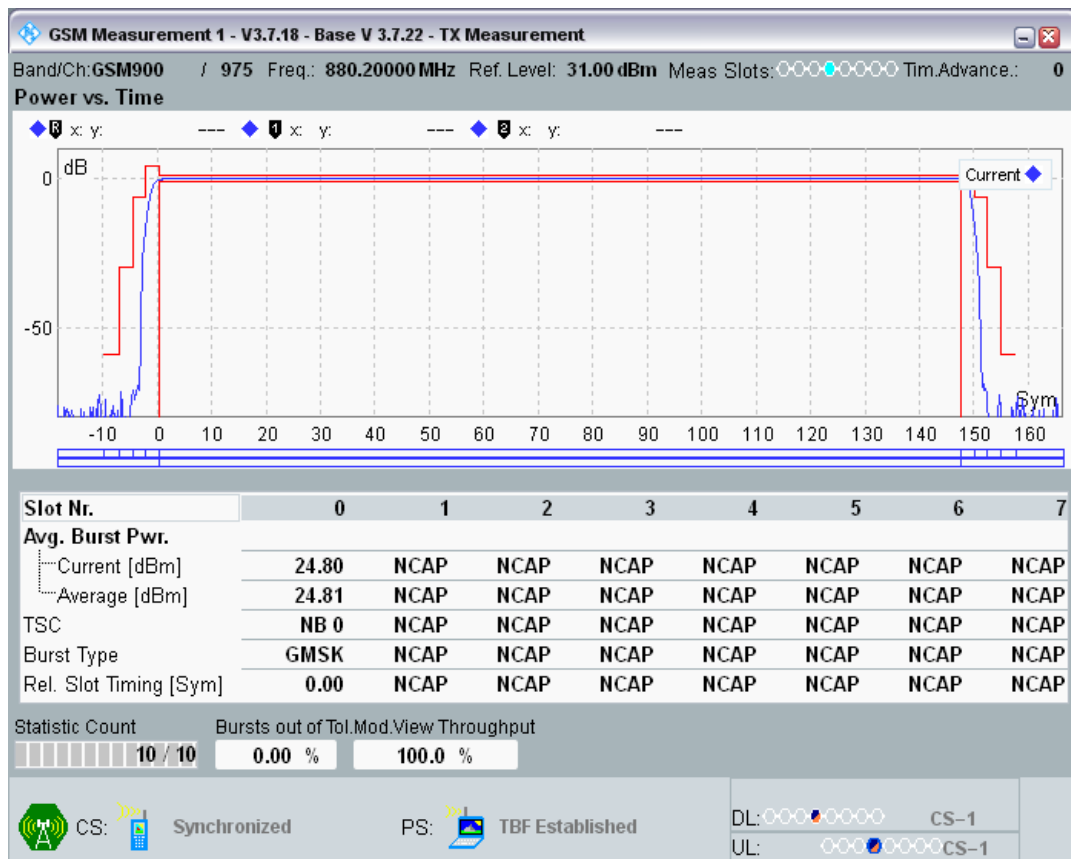 GSM Measurement 1 - V3.7.18 - Base V 3.7.22 - TX Measurement
Band/Ch:GSM900 / 975 Freq.: 880.20000 MHz Ref. Level: 31.00 dBm Meas Slots: Tim.Advance.: 0
Power vs. Time
R x: y: --- 1 x: y: --- 2 x: y: ---
dB
Current
0
-50
Sym
-10 0 10 20 30 40 50 60 70 80 90 100 110 120 130 140 150 160
Slot Nr. 0 1 2 3 4 5 6 7
Avg. Burst Pwr.
Current [dBm] 24.80 NCAP NCAP NCAP NCAP NCAP NCAP NCAP
Average [dBm] 24.81 NCAP NCAP NCAP NCAP NCAP NCAP NCAP
TSC NB 0 NCAP NCAP NCAP NCAP NCAP NCAP NCAP
Burst Type GMSK NCAP NCAP NCAP NCAP NCAP NCAP NCAP
Rel. Slot Timing [Sym] 0.00 NCAP NCAP NCAP NCAP NCAP NCAP NCAP
Statistic Count Bursts out of Tol.Mod.View Throughput
10 / 10 0.00 % 100.0 %
CS: Synchronized PS: TBF Established DL: CS-1
UL: CS-1